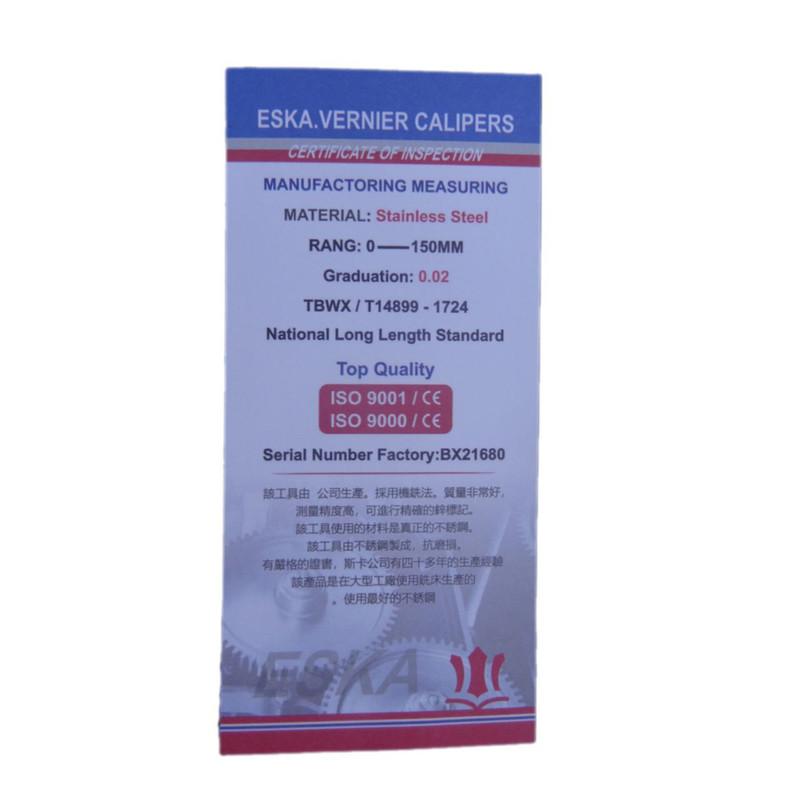 ESKA.VERNIER CALIPERS
CERTIFICATE OF INSPECTION
MANUFACTORING MEASURING
MATERIAL: Stainless Steel
RANG: 0——150MM
Graduation: 0.02
TBWX / T14899 - 1724
National Long Length Standard
Top Quality
ISO 9001 / CE
ISO 9000 / CE
Serial Number Factory:BX21680
該工具由 公司生產。採用機銑法。質量非常好,
測量精度高, 可進行精確的鋅標記。
該工具使用的材料是真正的不銹鋼。
該工具由不銹鋼製成, 抗磨損。
有嚴格的證書, 斯卡公司有四十多年的生產經驗
該產品是在大型工廠使用銑床生產的
。使用最好的不銹鋼
ESKA